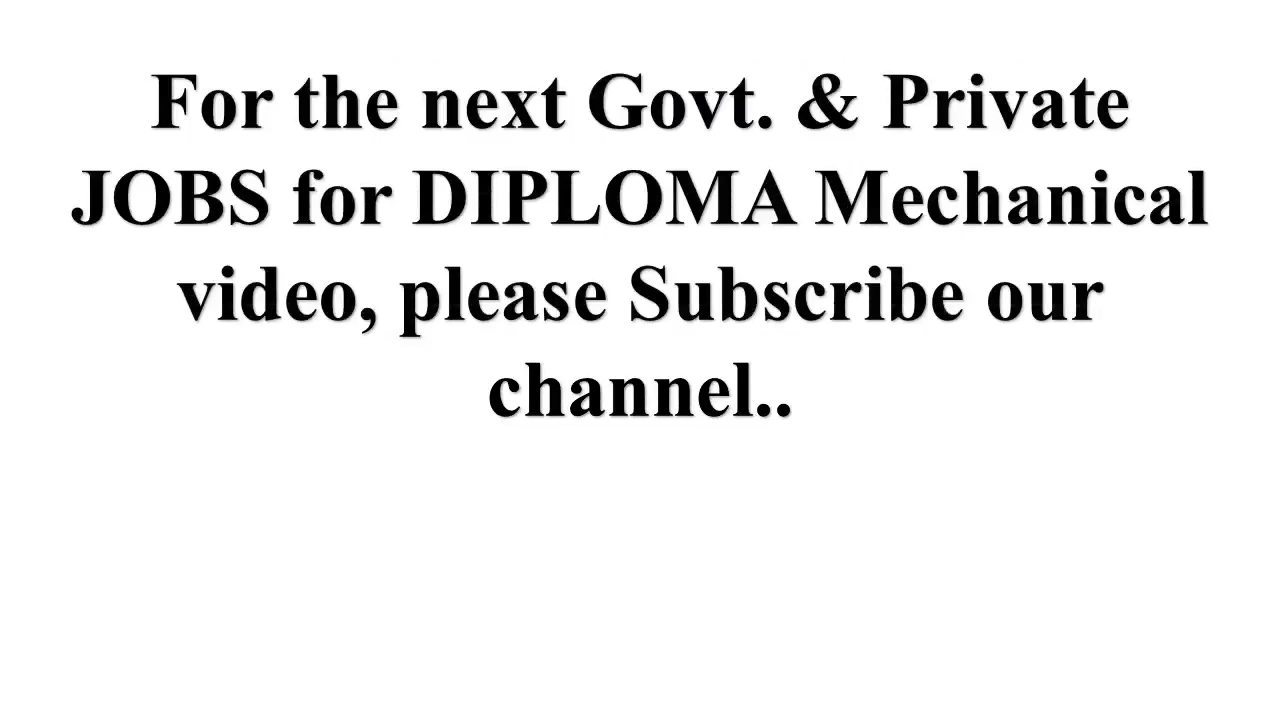 For the next Govt. & Private
JOBS for DIPLOMA Mechanical
video, please Subscribe our
channel..